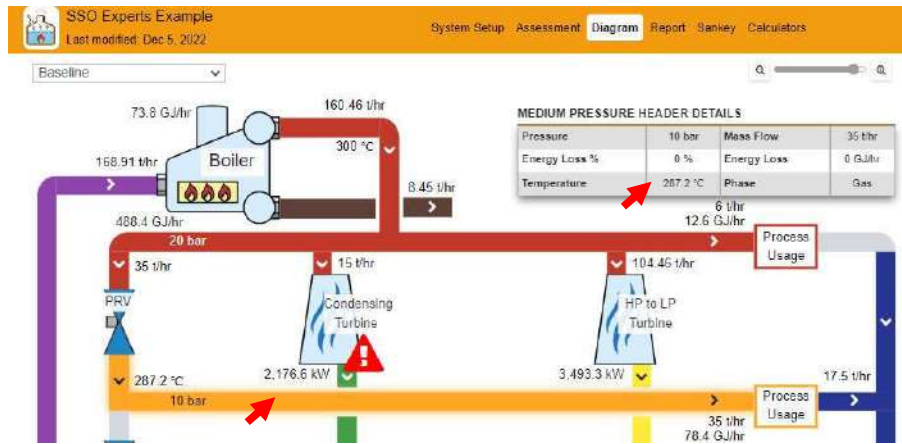 SSO Experts Example
Last modified: Dec 5, 2022
System Setup Assessment Diagram Report Sankey Calculators
Baseline
73.8 GJ/hr
160.46 t/hr
MEDIUM PRESSURE HEADER DETAILS
Pressure 10 bar Mass Flow 35 t/hr
Energy Loss % 0 % Energy Loss 0 GJ/hr
Temperature 287.2 °C Phase Gas
300 °C
168.91 t/hr
Boiler
8.45 t/hr
6 t/hr
12.6 GJ/hr
488.4 GJ/hr
20 bar
Process
Usage
35 t/hr
15 t/hr
104.46 t/hr
PRV
Condensing
Turbine
HP to LP
Turbine
287.2 °C
2,176.6 kW
3,493.3 kW
17.5 t/hr
10 bar
Process
Usage
35 t/hr
78.4 GJ/hr